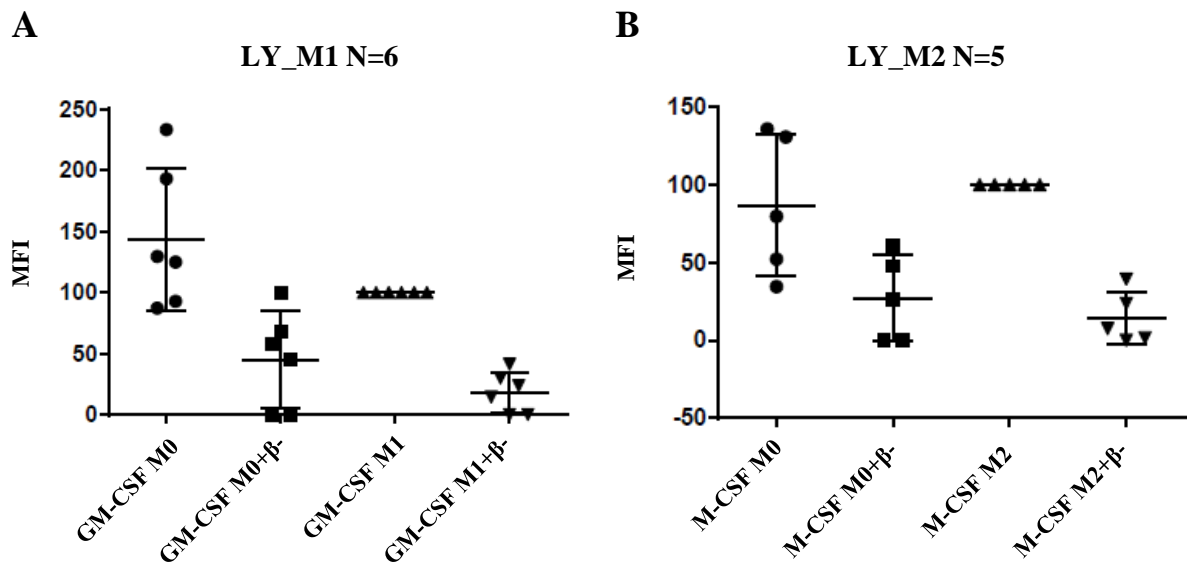 A
LY_M1 N=6
MFI
250
200
150
100
50
0
GM-CSF M0
GM-CSF M0+β-
GM-CSF M1
GM-CSF M1+β-
B
LY_M2 N=5
MFI
150
100
50
0
-50
M-CSF M0
M-CSF M0+β-
M-CSF M2
M-CSF M2+β-